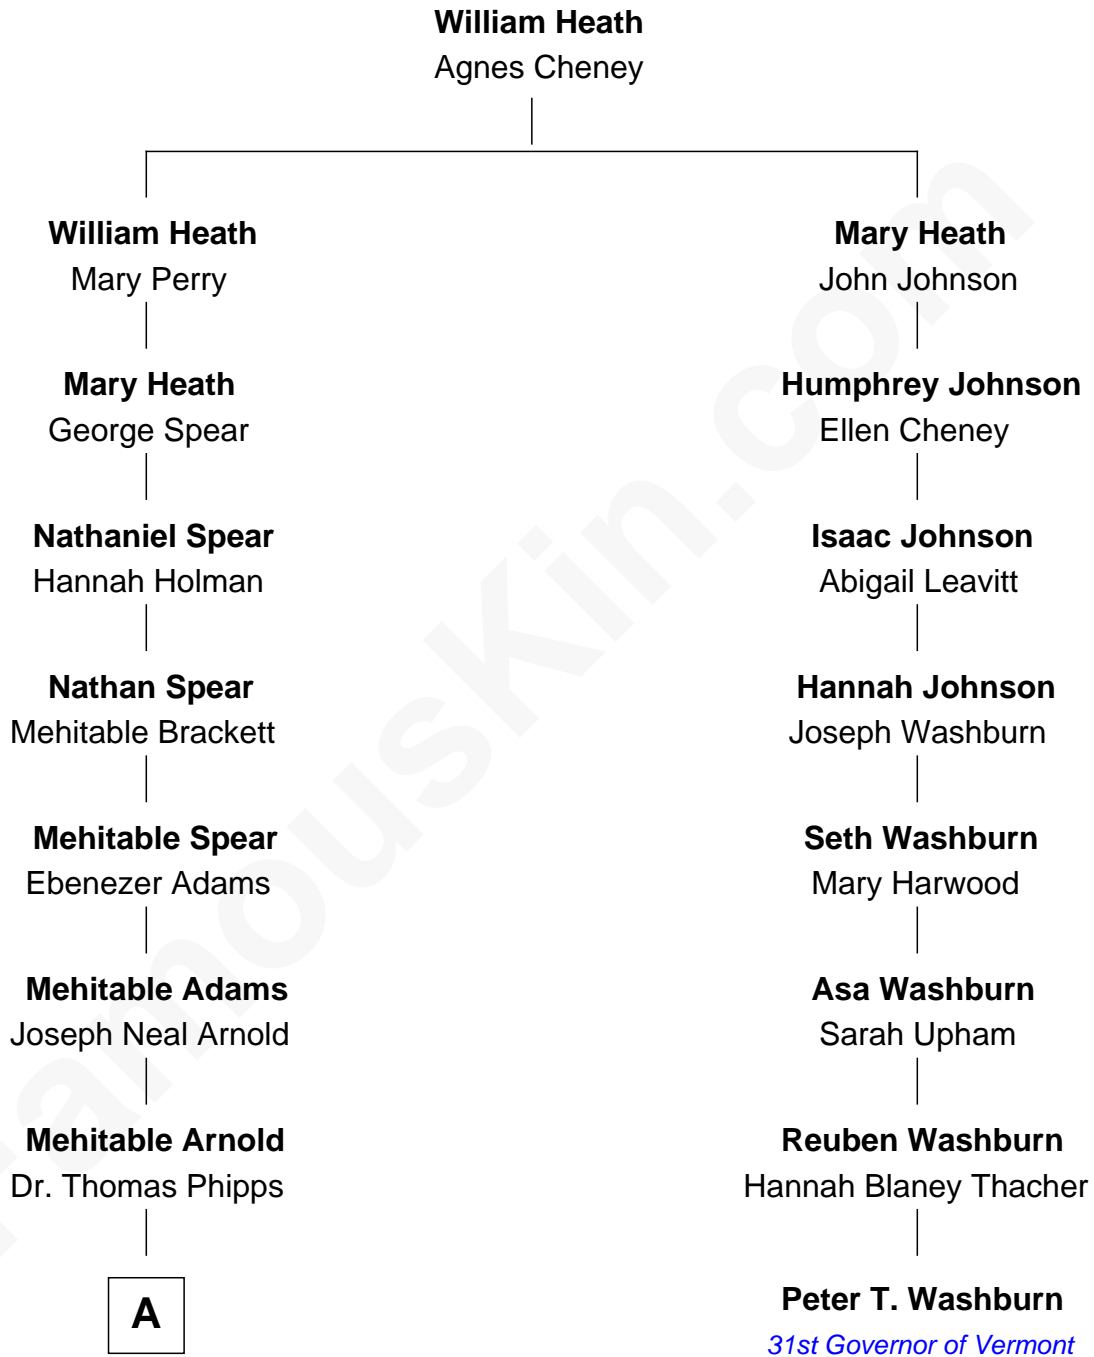 William Heath
Agnes Cheney
William Heath
Mary Perry
Mary Heath
John Johnson
Mary Heath
George Spear
Humphrey Johnson
Ellen Cheney
Nathaniel Spear
Hannah Holman
Isaac Johnson
Abigail Leavitt
Nathan Spear
Mehitable Brackett
Hannah Johnson
Joseph Washburn
Mehitable Spear
Ebenezer Adams
Seth Washburn
Mary Harwood
Mehitable Adams
Joseph Neal Arnold
Asa Washburn
Sarah Upham
Mehitable Arnold
Dr. Thomas Phipps
Reuben Washburn
Hannah Blaney Thacher
A
Peter T. Washburn
31st Governor of Vermont
FamousKin.com